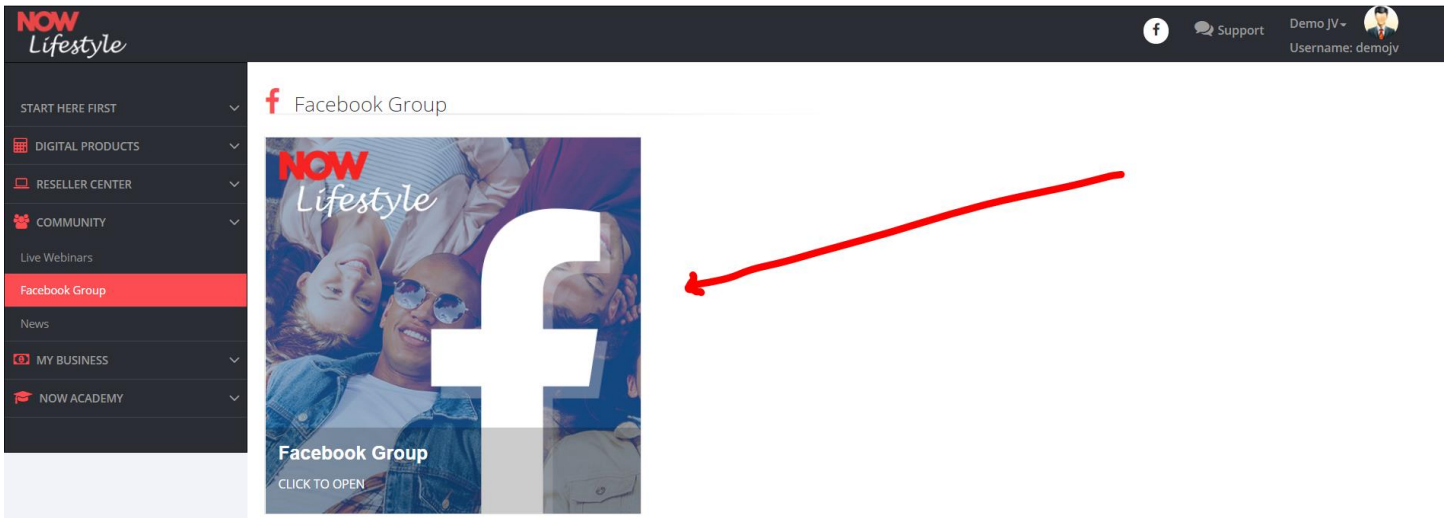 NOW
Lifestyle
Support
Demo JV
Username: demojv
START HERE FIRST
DIGITAL PRODUCTS
RESELLER CENTER
COMMUNITY
Live Webinars
Facebook Group
News
MY BUSINESS
NOW ACADEMY
Facebook Group
NOW
Lifestyle
Facebook Group
CLICK TO OPEN